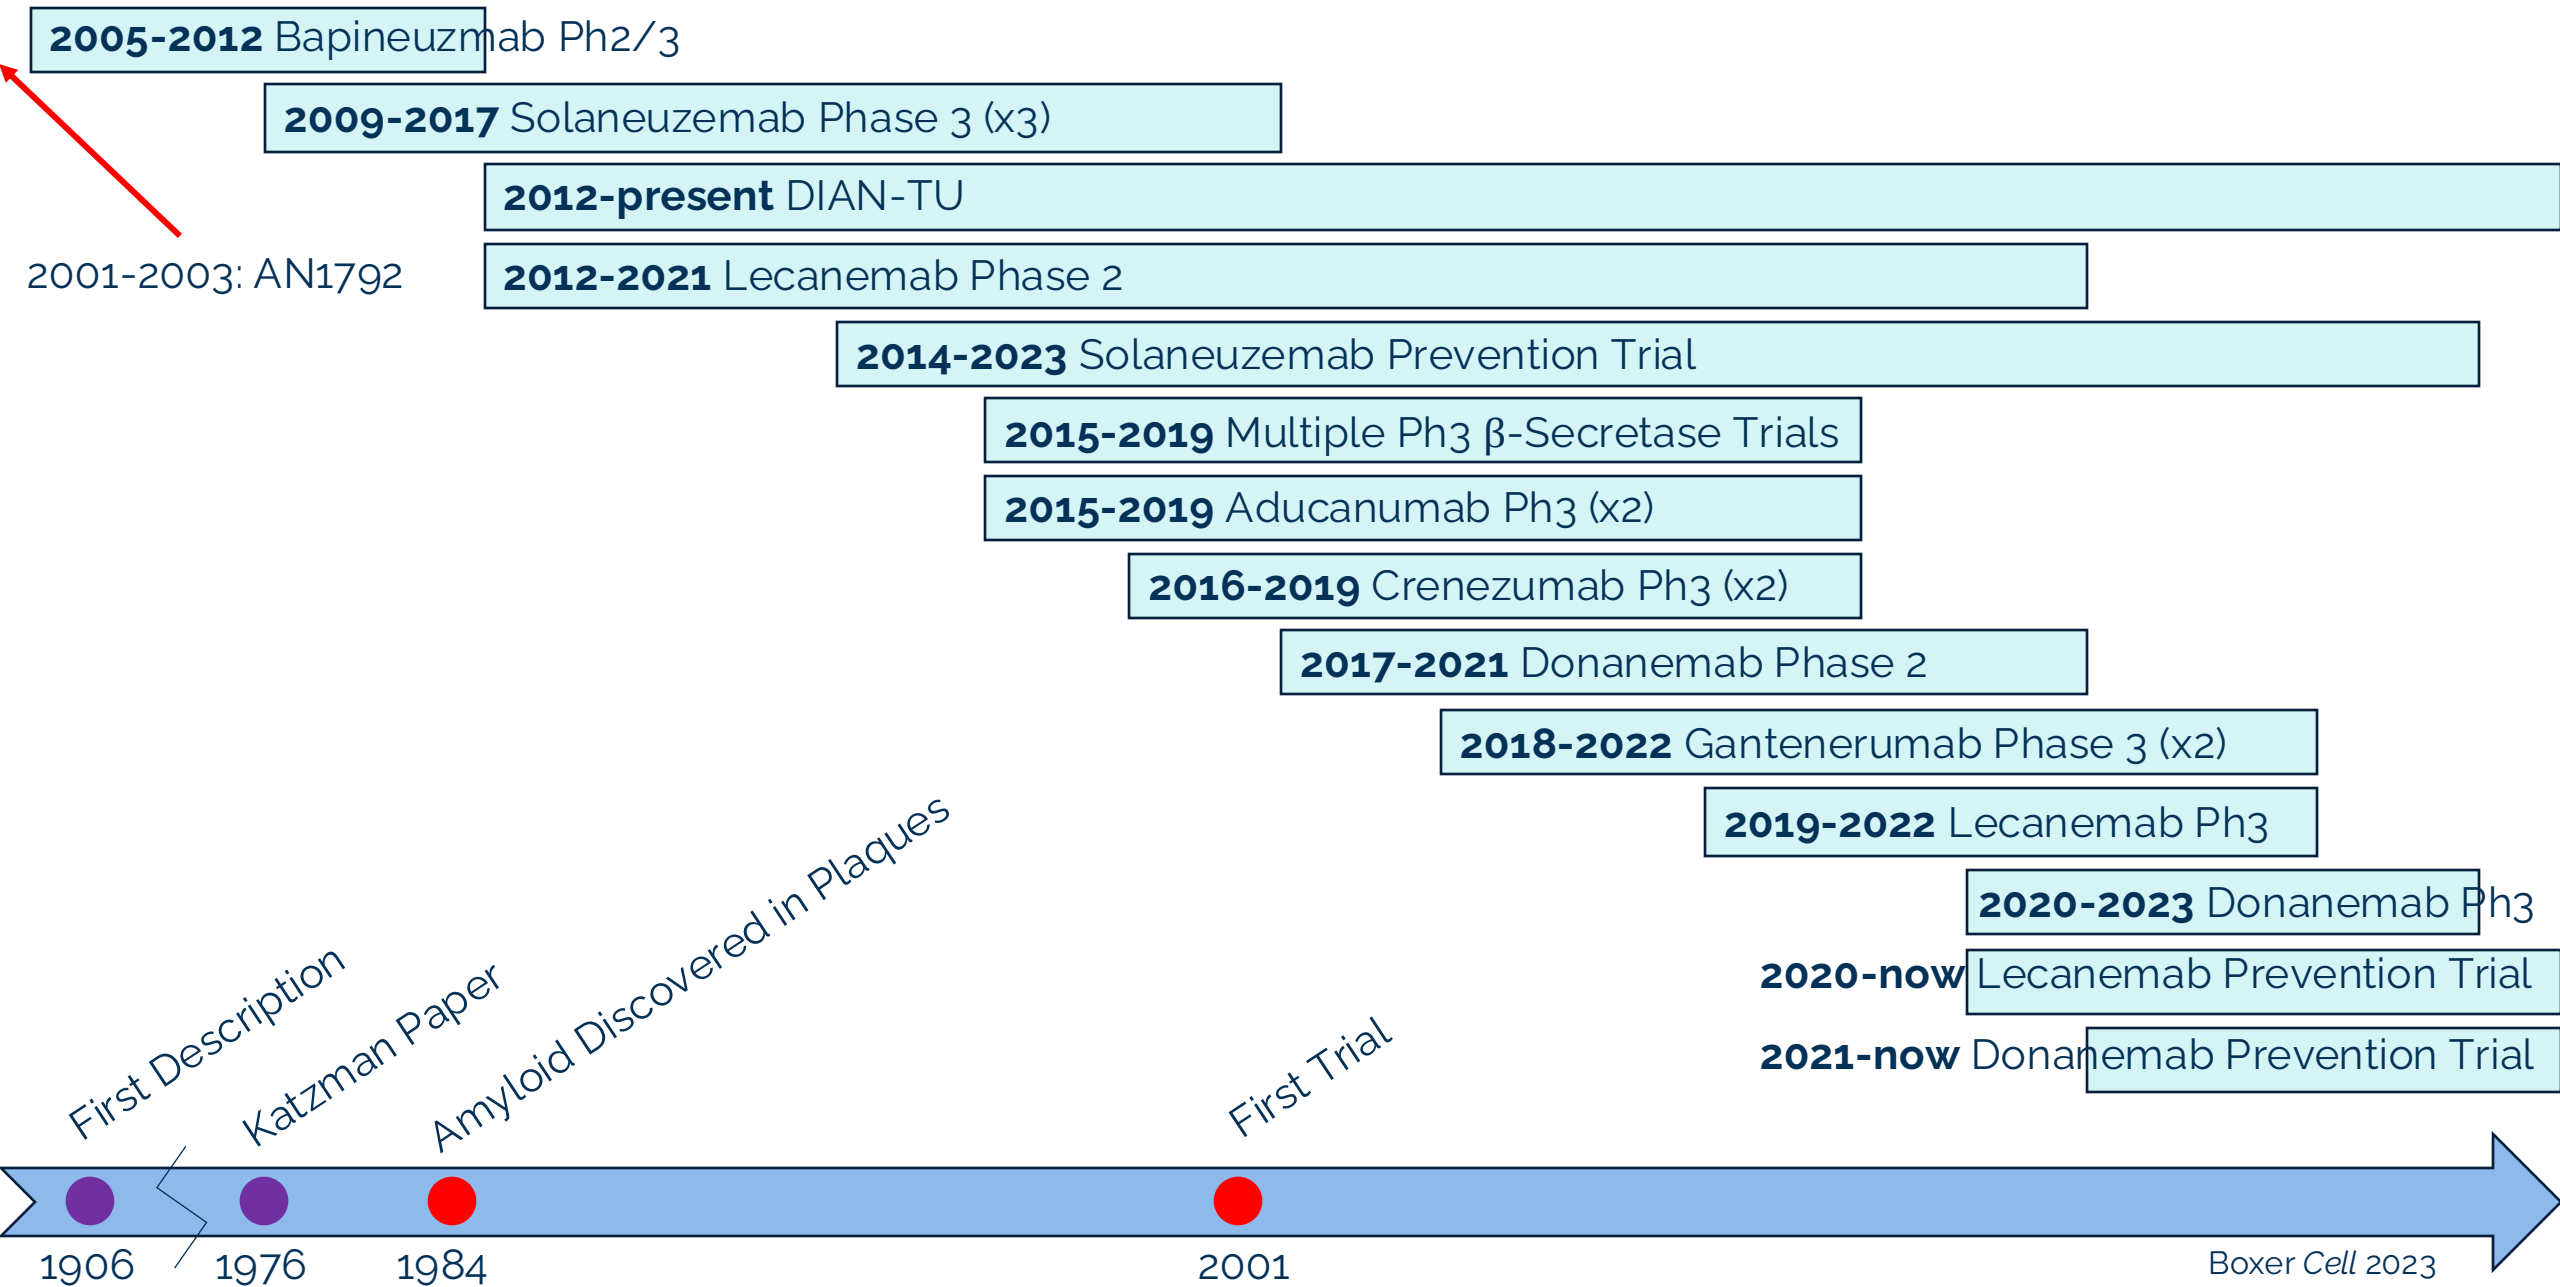 2005-2012 Bapineuzmab Ph2/3
2009-2017 Solaneuzemab Phase 3 (x3)
2012-present DIAN-TU
2001-2003: AN1792
2012-2021 Lecanemab Phase 2
2014-2023 Solaneuzemab Prevention Trial
2015-2019 Multiple Ph3 β-Secretase Trials
2015-2019 Aducanumab Ph3 (x2)
2016-2019 Crenezumab Ph3 (x2)
2017-2021 Donanemab Phase 2
2018-2022 Gantenerumab Phase 3 (x2)
2019-2022 Lecanemab Ph3
2020-2023 Donanemab Ph3
2020-now Lecanemab Prevention Trial
2021-now Donanemab Prevention Trial
First Description
Katzman Paper
Amyloid Discovered in Plaques
First Trial
1906
1976
1984
2001
Boxer Cell 2023